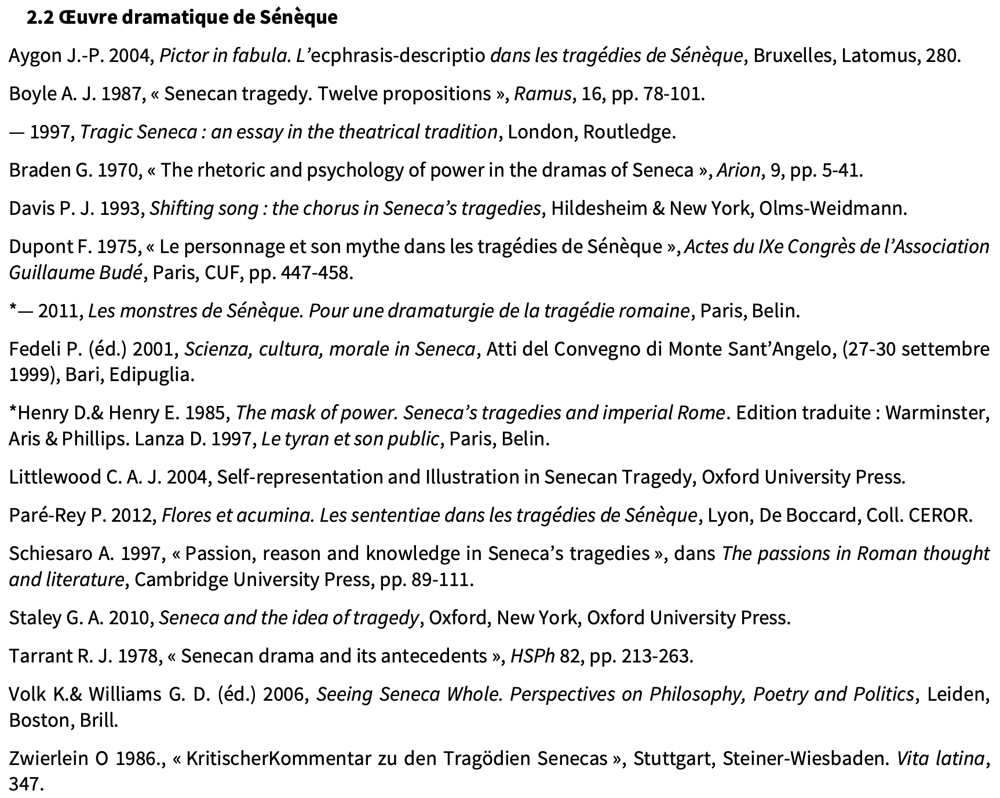 2.2 Œuvre dramatique de Sénèque
Aygon J.-P. 2004, Pictor in fabula. L’ecphrasis-descriptio dans les tragédies de Sénèque, Bruxelles, Latomus, 280.
Boyle A. J. 1987, « Senecan tragedy. Twelve propositions », Ramus, 16, pp. 78-101.
— 1997, Tragic Seneca : an essay in the theatrical tradition, London, Routledge.
Braden G. 1970, « The rhetoric and psychology of power in the dramas of Seneca », Arion, 9, pp. 5-41.
Davis P. J. 1993, Shifting song : the chorus in Seneca’s tragedies, Hildesheim & New York, Olms-Weidmann.
Dupont F. 1975, « Le personnage et son mythe dans les tragédies de Sénèque », Actes du IXe Congrès de l’Association
Guillaume Budé, Paris, CUF, pp. 447-458.
*— 2011, Les monstres de Sénèque. Pour une dramaturgie de la tragédie romaine, Paris, Belin.
Fedeli P. (éd.) 2001, Scienza, cultura, morale in Seneca, Atti del Convegno di Monte Sant’Angelo, (27-30 settembre
1999), Bari, Edipuglia.
*Henry D.& Henry E. 1985, The mask of power. Seneca’s tragedies and imperial Rome. Edition traduite : Warminster,
Aris & Phillips. Lanza D. 1997, Le tyran et son public, Paris, Belin.
Littlewood C. A. J. 2004, Self-representation and Illustration in Senecan Tragedy, Oxford University Press.
Paré-Rey P. 2012, Flores et acumina. Les sententiae dans les tragédies de Sénèque, Lyon, De Boccard, Coll. CEROR.
Schiesaro A. 1997, « Passion, reason and knowledge in Seneca’s tragedies », dans The passions in Roman thought
and literature, Cambridge University Press, pp. 89-111.
Staley G. A. 2010, Seneca and the idea of tragedy, Oxford, New York, Oxford University Press.
Tarrant R. J. 1978, « Senecan drama and its antecedents », HSPh 82, pp. 213-263.
Volk K.& Williams G. D. (éd.) 2006, Seeing Seneca Whole. Perspectives on Philosophy, Poetry and Politics, Leiden,
Boston, Brill.
Zwierlein O 1986., « KritischerKommentar zu den Tragödien Senecas », Stuttgart, Steiner-Wiesbaden. Vita latina,
347.